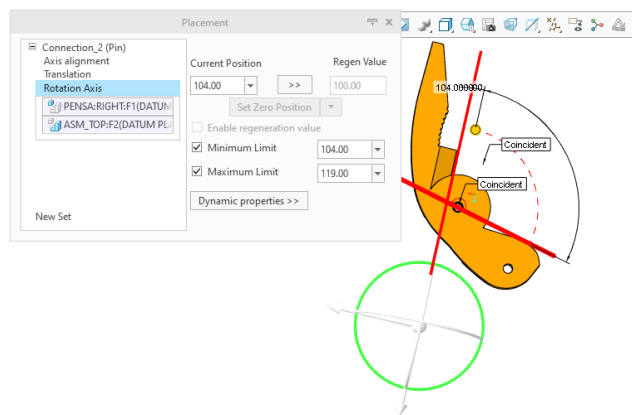 Placement
Connection_2 (Pin)
Axis alignment
Translation
Rotation Axis
PENSA:RIGHT:F1(DATUM
ASM_TOP:F2(DATUM PL
New Set
Current Position
Regen Value
104.00
>>
100.00
Set Zero Position
Enable regeneration value
Minimum Limit
104.00
Maximum Limit
119.00
Dynamic properties >>
104.000000
Coincident
Coincident